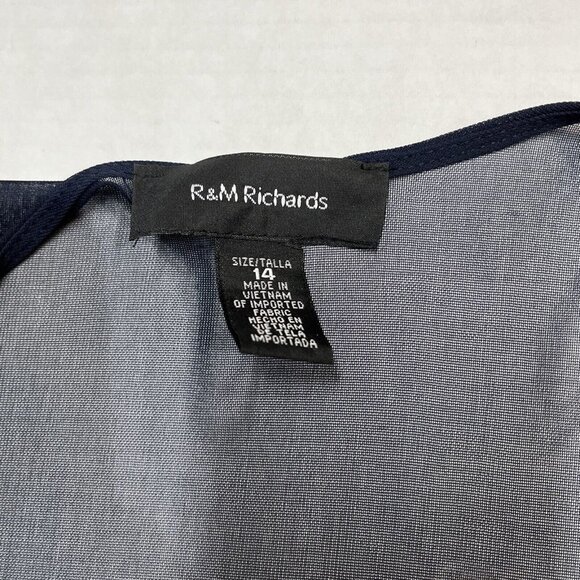 R&M Richards
SIZE/TALLA
14
MADE IN
VIETNAM
OF IMPORTED
FABRIC
HECHO EN
VIETNAM
DE TELA
IMPORTADA